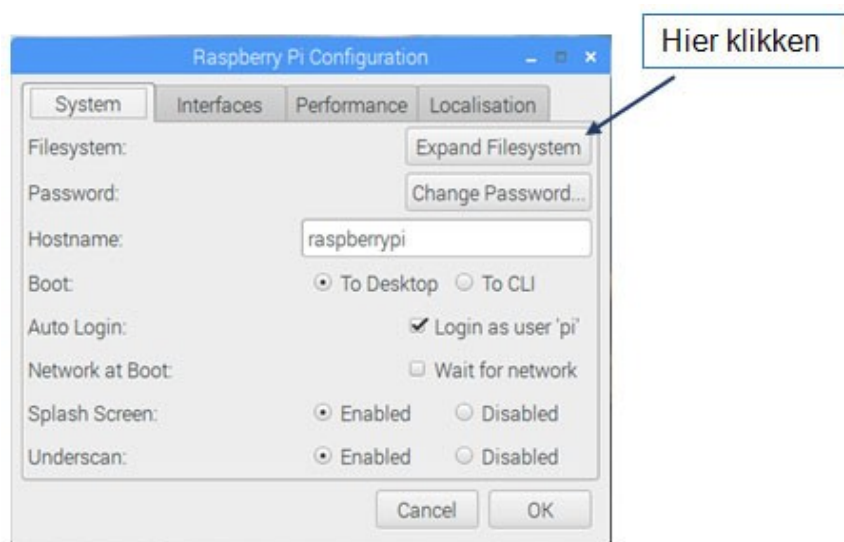 Hier klikken
Raspberry Pi Configuration
System Interfaces Performance Localisation
Filesystem: Expand Filesystem
Password: Change Password...
Hostname: raspberrypi
Boot: To Desktop To CLI
Auto Login: Login as user 'pi'
Network at Boot: Wait for network
Splash Screen: Enabled Disabled
Underscan: Enabled Disabled
Cancel OK